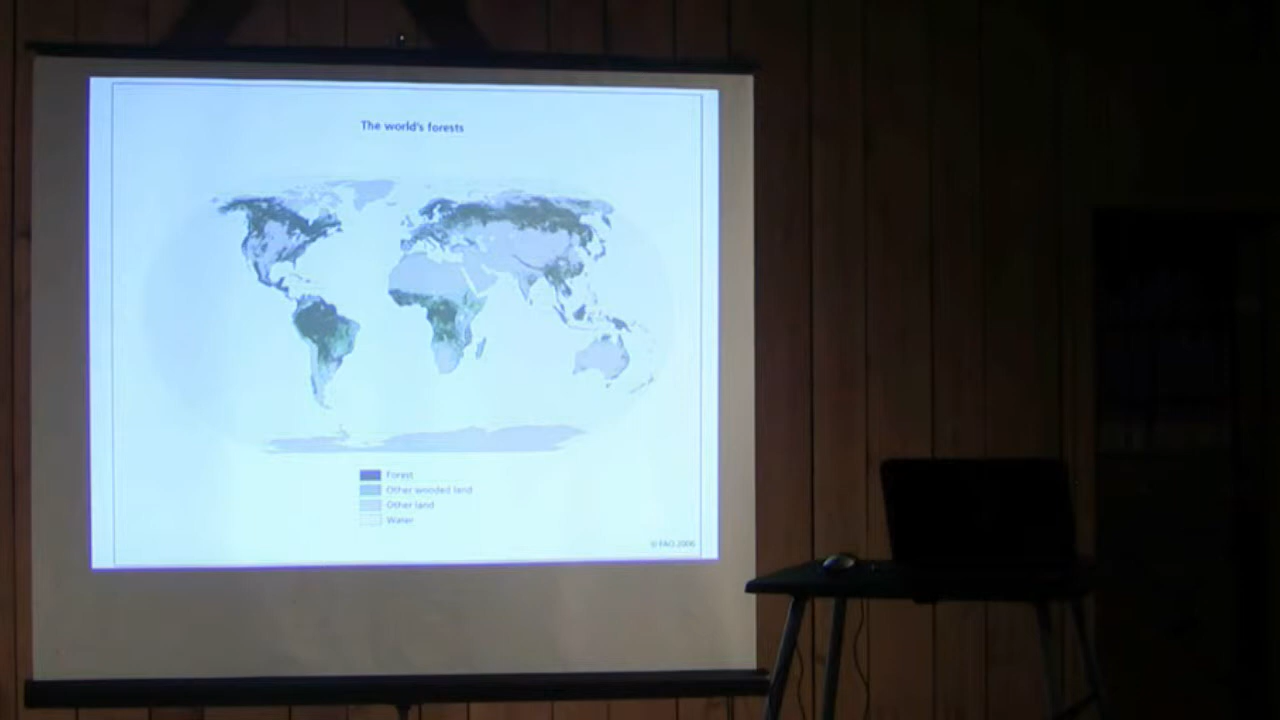 The world's forests
Forest
Other wooded land
Other land
Water
© FAO 2006